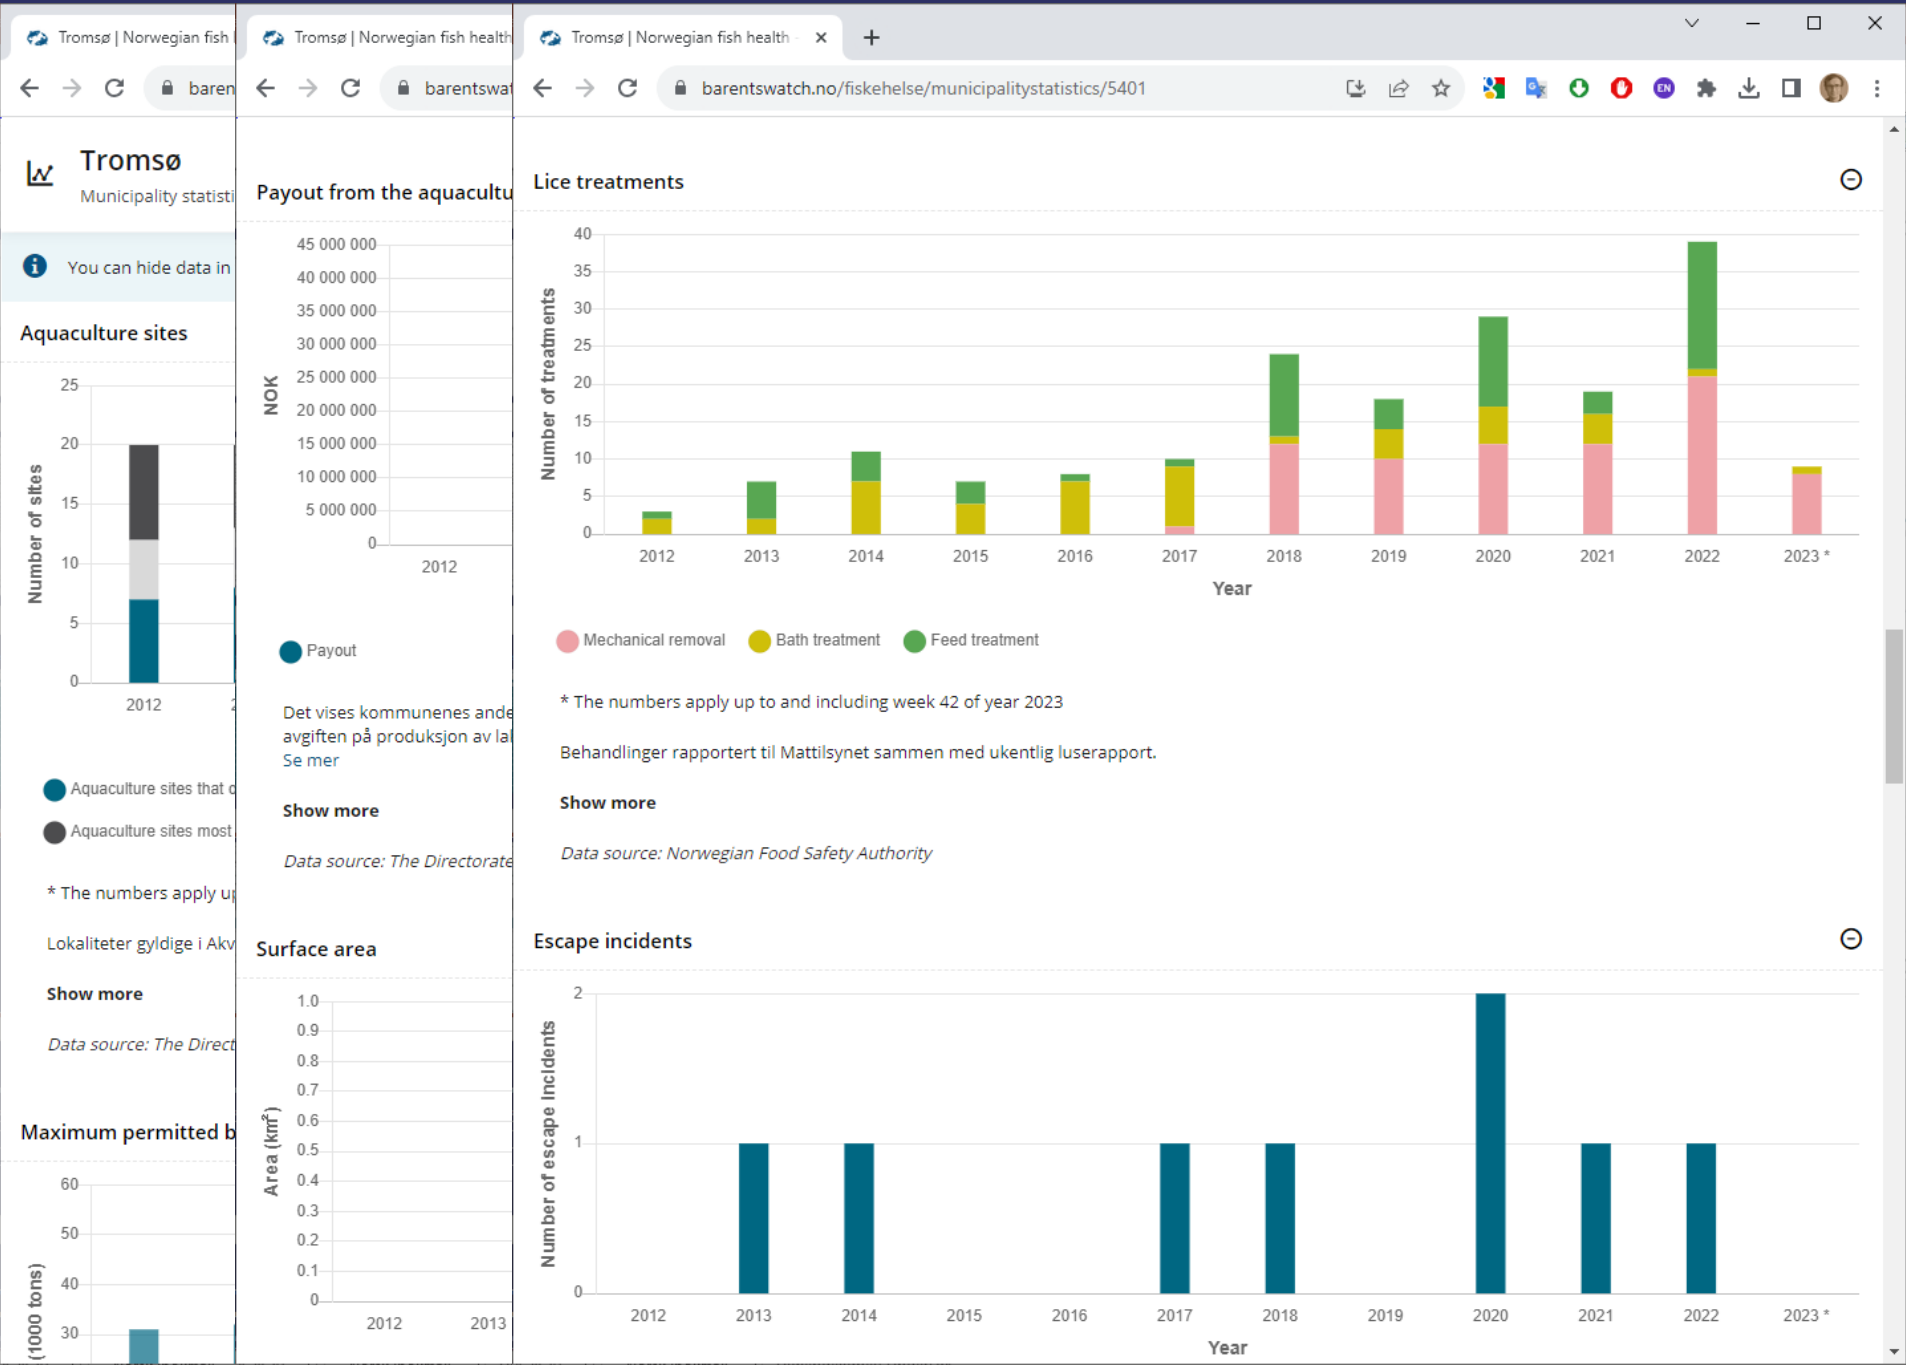 Tromsø | Norwegian fish
baren
Tromsø
Municipality statisti
You can hide data in
Aquaculture sites
25
20
15
10
5
0
Number of sites
2012
Aquaculture sites that
Aquaculture sites most
* The numbers apply
Lokaliteter gyldige i Akv
Show more
Data source: The Direct
Maximum permitted b
60
50
40
30
(1000 tons)
Tromsø | Norwegian fish health
barentswat
Payout from the aquacultu
45 000 000
40 000 000
35 000 000
30 000 000
25 000 000
20 000 000
15 000 000
10 000 000
5 000 000
0
NOK
2012
Payout
Det vises kommunenes ande
avgiften på produksjon av la
Se mer
Show more
Data source: The Directorate
Surface area
1.0
0.9
0.8
0.7
0.6
0.5
0.4
0.3
0.2
0.1
0
Area (km²)
2012 2013
Tromsø | Norwegian fish health
barentswatch.no/fiskehelse/municipalitystatistics/5401
EN
Lice treatments
40
35
30
25
20
15
10
5
0
Number of treatments
2012 2013 2014 2015 2016 2017 2018 2019 2020 2021 2022 2023 *
Year
Mechanical removal Bath treatment Feed treatment
* The numbers apply up to and including week 42 of year 2023
Behandlinger rapportert til Mattilsynet sammen med ukentlig luserapport.
Show more
Data source: Norwegian Food Safety Authority
Escape incidents
2
1
0
Number of escape incidents
2012 2013 2014 2015 2016 2017 2018 2019 2020 2021 2022 2023 *
Year